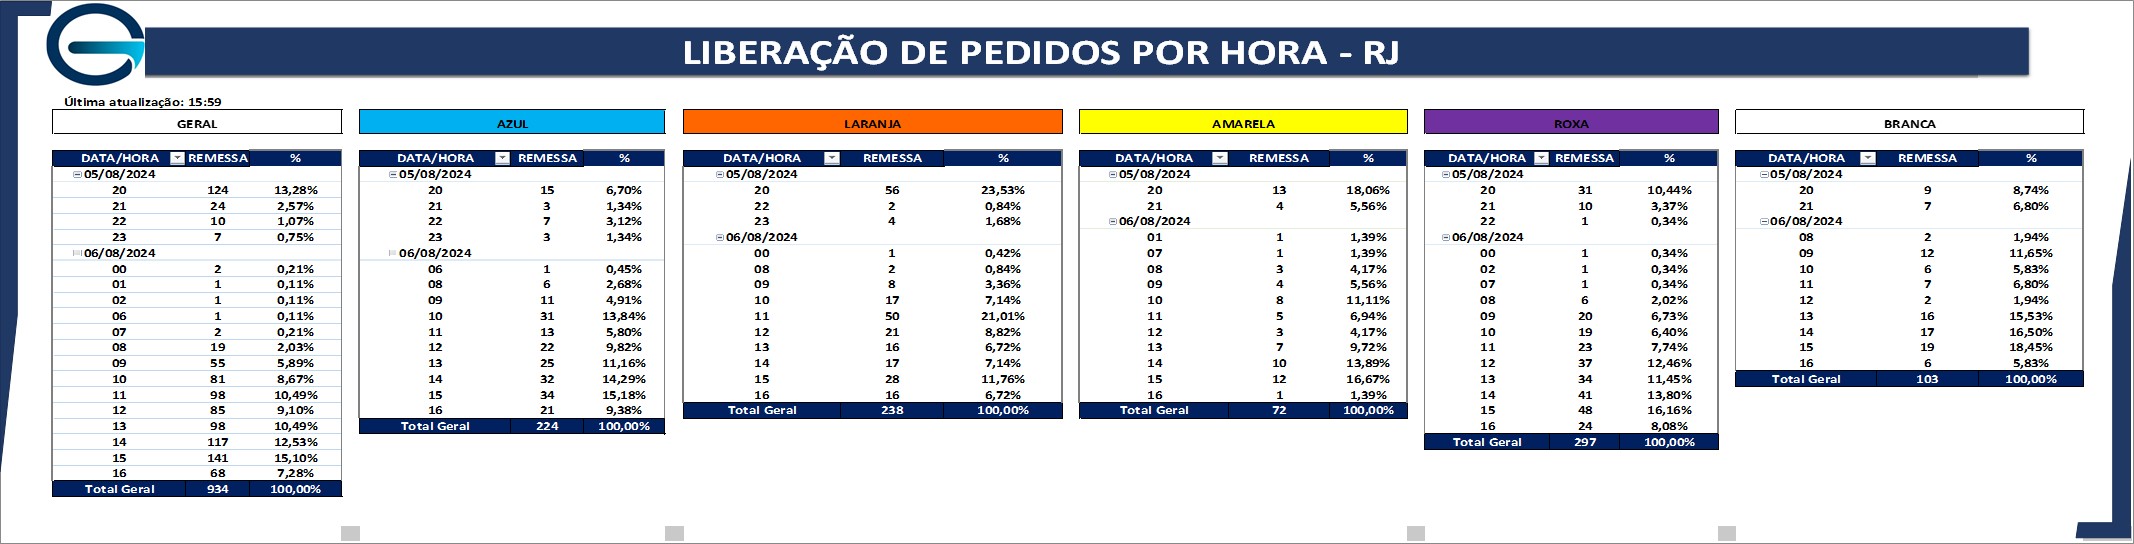 LIBERAÇÃO DE PEDIDOS POR HORA - RJ
Última atualização: 15:59
GERAL
DATA/HORA REMESSA %
05/08/2024
20 124 13,28%
21 24 2,57%
22 10 1,07%
23 7 0,75%
06/08/2024
00 2 0,21%
01 1 0,11%
02 1 0,11%
06 1 0,11%
07 2 0,21%
08 19 2,03%
09 55 5,89%
10 81 8,67%
11 98 10,49%
12 85 9,10%
13 98 10,49%
14 117 12,53%
15 141 15,10%
16 68 7,28%
Total Geral 934 100,00%
AZUL
DATA/HORA REMESSA %
05/08/2024
20 15 6,70%
21 3 1,34%
22 7 3,12%
23 3 1,34%
06/08/2024
06 1 0,45%
08 6 2,68%
09 11 4,91%
10 31 13,84%
11 13 5,80%
12 22 9,82%
13 25 11,16%
14 32 14,29%
15 34 15,18%
16 21 9,38%
Total Geral 224 100,00%
LARANJA
DATA/HORA REMESSA %
05/08/2024
20 56 23,53%
22 2 0,84%
23 4 1,68%
06/08/2024
00 1 0,42%
08 2 0,84%
09 8 3,36%
10 17 7,14%
11 50 21,01%
12 21 8,82%
13 16 6,72%
14 17 7,14%
15 28 11,76%
16 16 6,72%
Total Geral 238 100,00%
AMARELA
DATA/HORA REMESSA %
05/08/2024
20 13 18,06%
21 4 5,56%
06/08/2024
01 1 1,39%
07 1 1,39%
08 3 4,17%
09 4 5,56%
10 8 11,11%
11 5 6,94%
12 3 4,17%
13 7 9,72%
14 10 13,89%
15 12 16,67%
16 1 1,39%
Total Geral 72 100,00%
ROXA
DATA/HORA REMESSA %
05/08/2024
20 31 10,44%
21 10 3,37%
22 1 0,34%
06/08/2024
00 1 0,34%
02 1 0,34%
07 1 0,34%
08 6 2,02%
09 20 6,73%
10 19 6,40%
11 23 7,74%
12 37 12,46%
13 34 11,45%
14 41 13,80%
15 48 16,16%
16 24 8,08%
Total Geral 297 100,00%
BRANCA
DATA/HORA REMESSA %
05/08/2024
20 9 8,74%
21 7 6,80%
06/08/2024
08 2 1,94%
09 12 11,65%
10 6 5,83%
11 7 6,80%
12 2 1,94%
13 16 15,53%
14 17 16,50%
15 19 18,45%
16 6 5,83%
Total Geral 103 100,00%